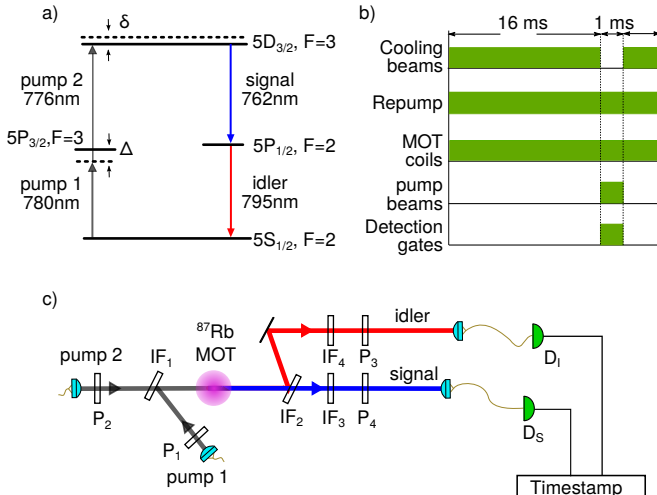 a)
δ
5D3/2, F=3
pump 2
776nm
signal
762nm
5P3/2,F=3
Δ
5P1/2, F=2
pump 1
780nm
idler
795nm
5S1/2, F=2
b)
16 ms
1 ms
Cooling
beams
Repump
MOT
coils
pump
beams
Detection
gates
c)
87Rb
MOT
pump 2
IF1
P2
P1
pump 1
idler
IF4
P3
DI
signal
IF2
IF3
P4
DS
Timestamp